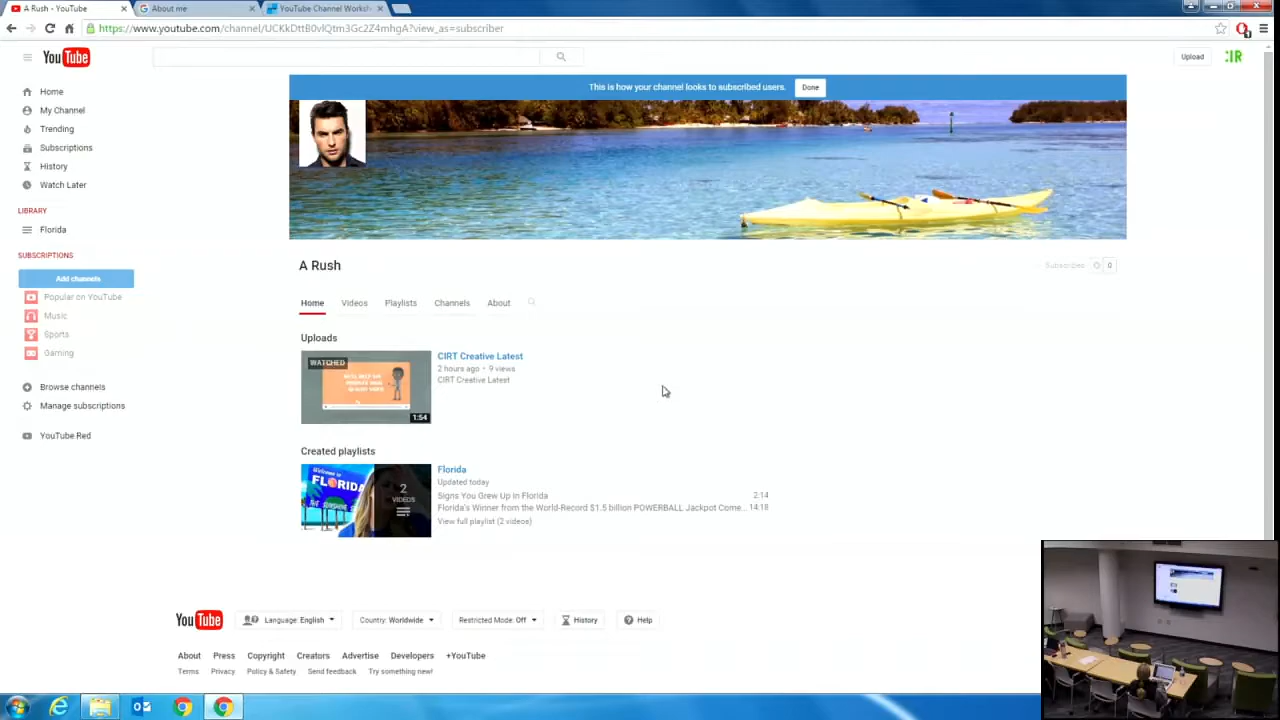 A Rush - YouTube
About me
YouTube Channel Worksh
https://www.youtube.com/channel/UCKkDttB0vlQtm3Gc2Z4mhgA?view_as=subscriber
YouTube
Upload
CIR
This is how your channel looks to subscribed users.
Done
Home
My Channel
Trending
Subscriptions
History
Watch Later
LIBRARY
Florida
SUBSCRIPTIONS
Add channels
Popular on YouTube
Music
Sports
Gaming
Browse channels
Manage subscriptions
YouTube Red
A Rush
Subscribed
0
Home
Videos
Playlists
Channels
About
Uploads
WATCHED
1:54
CIRT Creative Latest
2 hours ago • 9 views
CIRT Creative Latest
Created playlists
Welcome to
FLORIDA
2
VIDEOS
Florida
Updated today
Signs You Grew Up in Florida 2:14
Florida's Winner from the World-Record $1.5 billion POWERBALL Jackpot Come... 14:18
View full playlist (2 videos)
YouTube
Language: English
Country: Worldwide
Restricted Mode: Off
History
Help
About Press Copyright Creators Advertise Developers +YouTube
Terms Privacy Policy & Safety Send feedback Try something new!